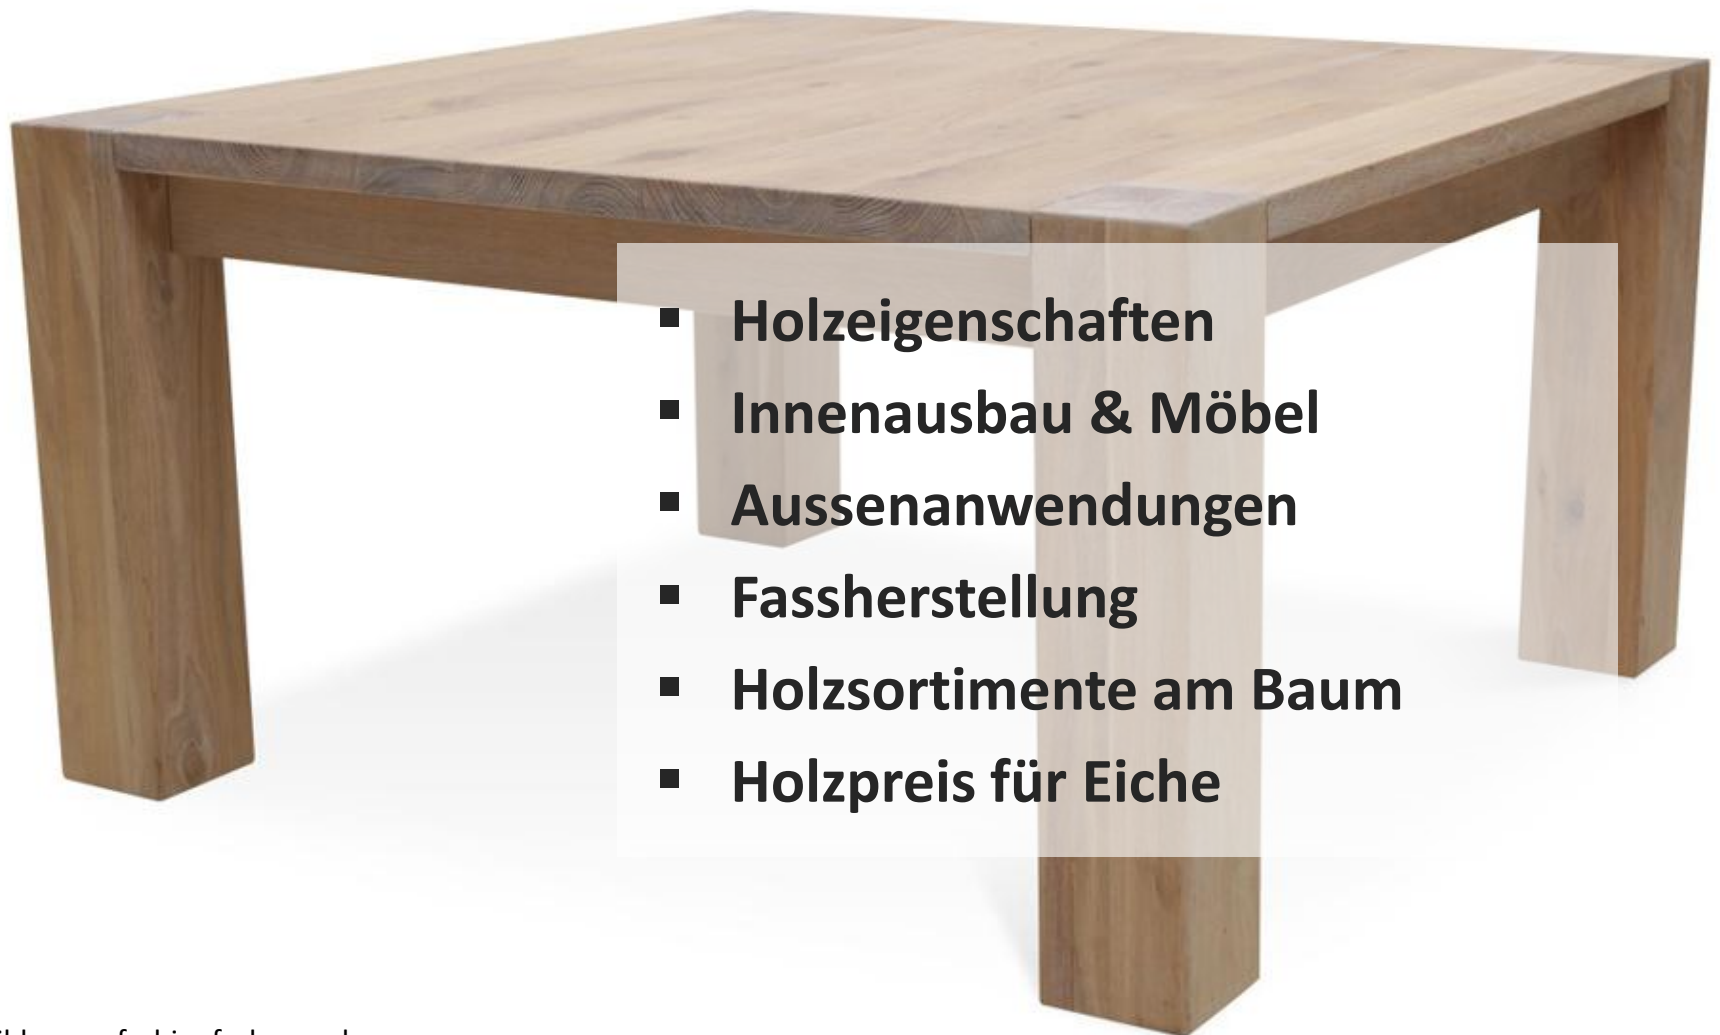 ▪ Holzeigenschaften
▪ Innenausbau & Möbel
▪ Aussenanwendungen
▪ Fassherstellung
▪ Holzsortimente am Baum
▪ Holzpreis für Eiche